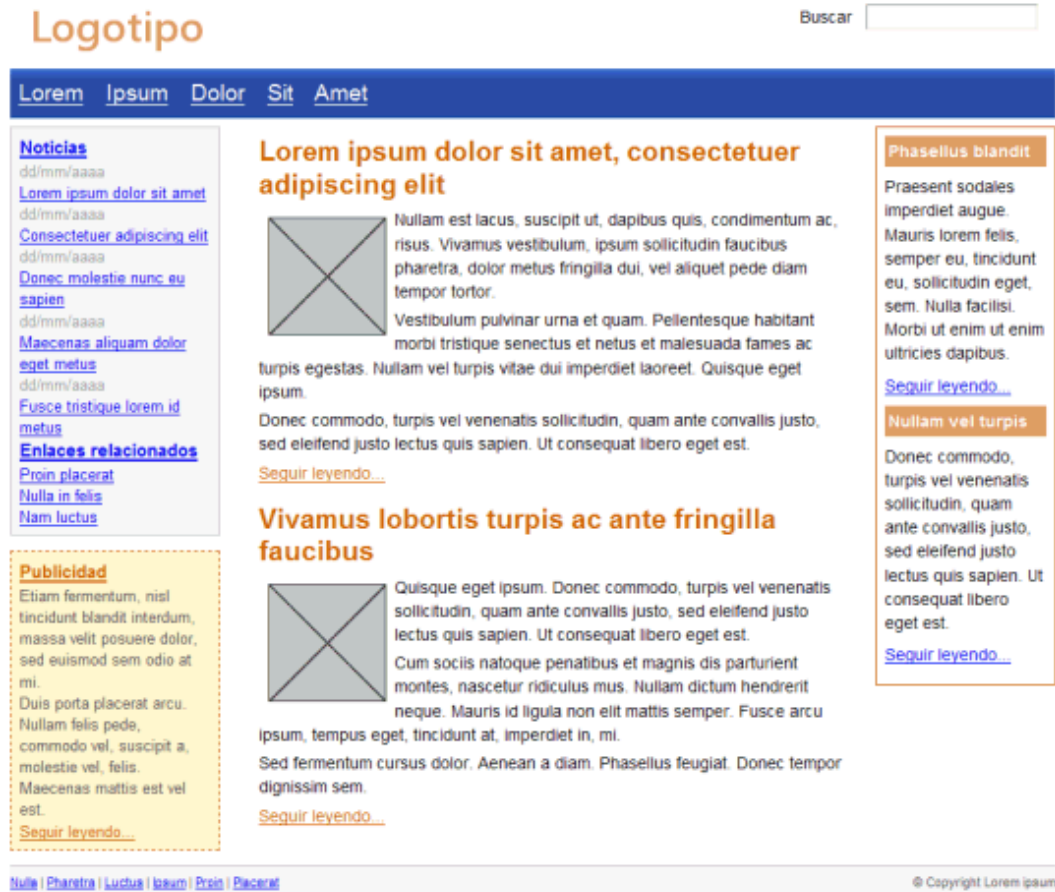 Logotipo
Buscar
Lorem Ipsum Dolor Sit Amet
Noticias
dd/mm/aaaa
Lorem ipsum dolor sit amet
dd/mm/aaaa
Consectetuer adipiscing elit
dd/mm/aaaa
Donec molestie nunc eu
sapien
dd/mm/aaaa
Maecenas aliquam dolor
eget metus
dd/mm/aaaa
Fusce tristique lorem id
metus
Enlaces relacionados
Proin placerat
Nulla in felis
Nam luctus
Publicidad
Etiam fermentum, nisl
tincidunt blandit interdum,
massa velit posuere dolor,
sed euismod sem odio at
mi.
Duis porta placerat arcu.
Nullam felis pede,
commodo vel, suscipit a,
molestie vel, felis.
Maecenas mattis est vel
est.
Seguir leyendo...
Lorem ipsum dolor sit amet, consectetuer
adipiscing elit
Nullam est lacus, suscipit ut, dapibus quis, condimentum ac,
risus. Vivamus vestibulum, ipsum sollicitudin faucibus
pharetra, dolor metus fringilla dui, vel aliquet pede diam
tempor tortor.
Vestibulum pulvinar urna et quam. Pellentesque habitant
morbi tristique senectus et netus et malesuada fames ac
turpis egestas. Nullam vel turpis vitae dui imperdiet laoreet. Quisque eget
ipsum.
Donec commodo, turpis vel venenatis sollicitudin, quam ante convallis justo,
sed eleifend justo lectus quis sapien. Ut consequat libero eget est.
Seguir leyendo...
Vivamus lobortis turpis ac ante fringilla
faucibus
Quisque eget ipsum. Donec commodo, turpis vel venenatis
sollicitudin, quam ante convallis justo, sed eleifend justo
lectus quis sapien. Ut consequat libero eget est.
Cum sociis natoque penatibus et magnis dis parturient
montes, nascetur ridiculus mus. Nullam dictum hendrerit
neque. Mauris id ligula non elit mattis semper. Fusce arcu
ipsum, tempus eget, tincidunt at, imperdiet in, mi.
Sed fermentum cursus dolor. Aenean a diam. Phasellus feugiat. Donec tempor
dignissim sem.
Seguir leyendo...
Phasellus blandit
Praesent sodales
imperdiet augue.
Mauris lorem felis,
semper eu, tincidunt
eu, sollicitudin eget,
sem. Nulla facilisi.
Morbi ut enim ut enim
ultricies dapibus.
Seguir leyendo...
Nullam vel turpis
Donec commodo,
turpis vel venenatis
sollicitudin, quam
ante convallis justo,
sed eleifend justo
lectus quis sapien. Ut
consequat libero
eget est.
Seguir leyendo...
Nulla | Pharetra | Luctus | Ipsum | Proin | Placerat
© Copyright Lorem ipsum